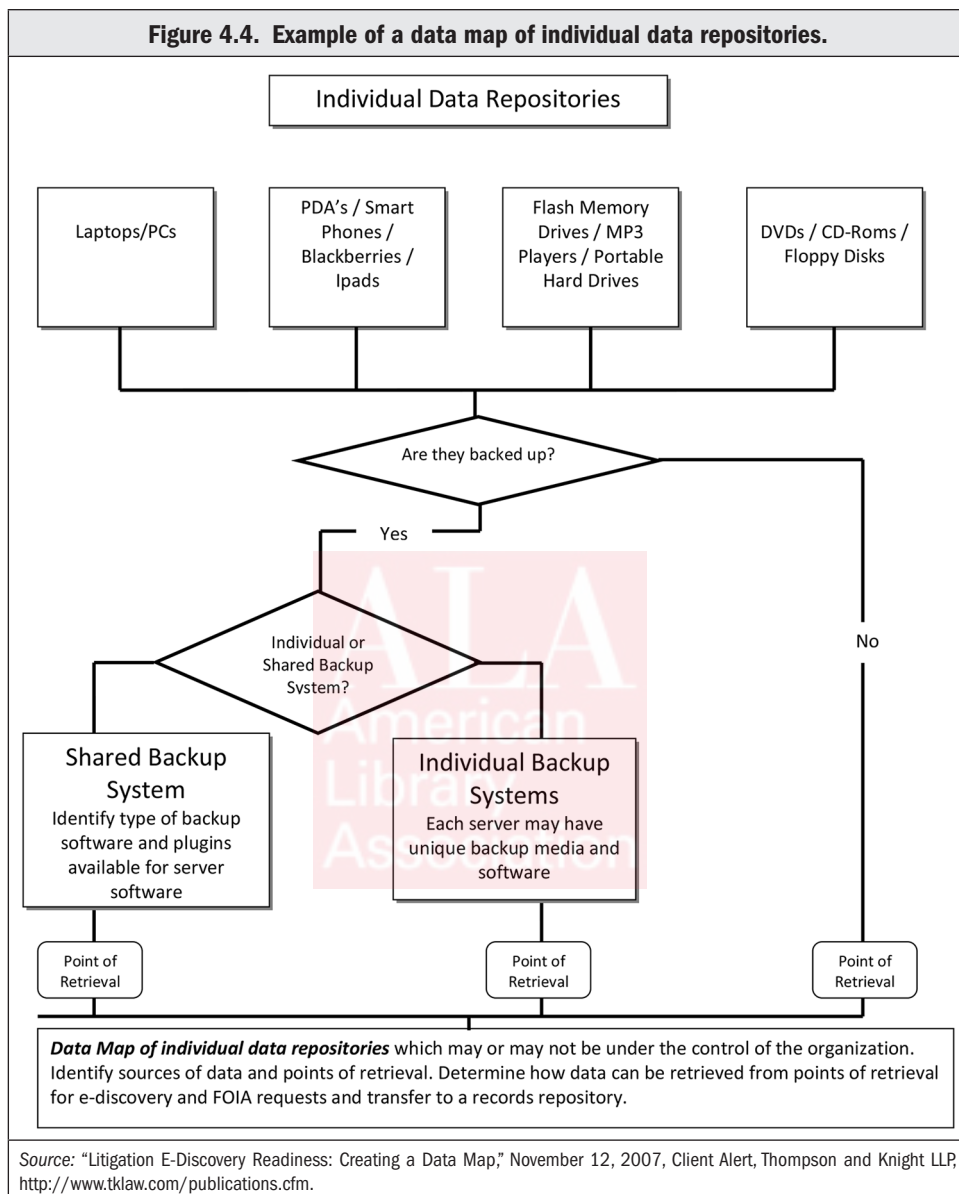 Figure 4.4. Example of a data map of individual data repositories.
Individual Data Repositories
Laptops/PCs
PDA's / Smart
Phones /
Blackberries /
Ipads
Flash Memory
Drives / MP3
Players / Portable
Hard Drives
DVDs / CD-Roms /
Floppy Disks
Are they backed up?
Yes
No
Individual or
Shared Backup
System?
ALA
American
Library
Association
Shared Backup
System
Identify type of backup
software and plugins
available for server
software
Individual Backup
Systems
Each server may have
unique backup media and
software
Point of
Retrieval
Point of
Retrieval
Point of
Retrieval
Data Map of individual data repositories which may or may not be under the control of the organization.
Identify sources of data and points of retrieval. Determine how data can be retrieved from points of retrieval
for e-discovery and FOIA requests and transfer to a records repository.
Source: “Litigation E-Discovery Readiness: Creating a Data Map,” November 12, 2007, Client Alert, Thompson and Knight LLP,
http://www.tklaw.com/publications.cfm.